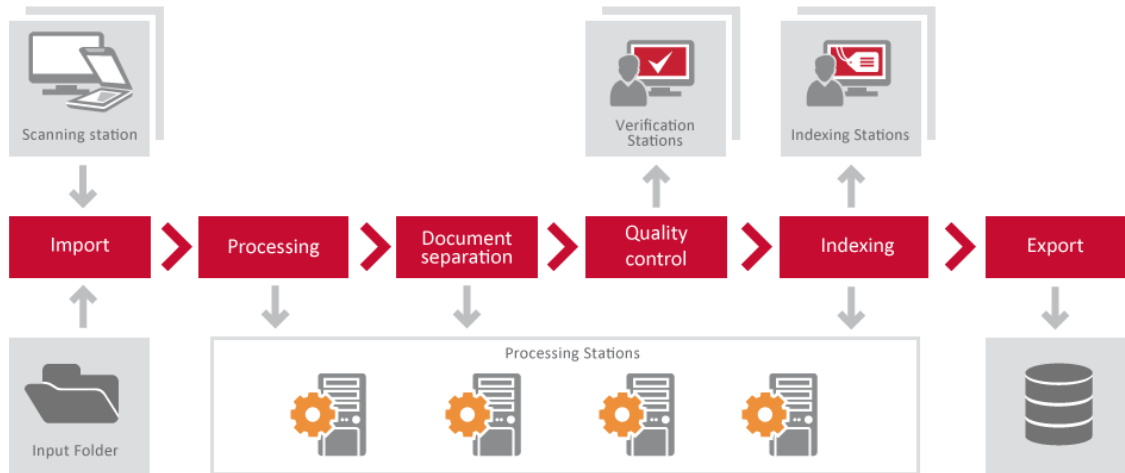 Scanning station
Verification
Stations
Indexing Stations
Import
Processing
Document
separation
Quality
control
Indexing
Export
Processing Stations
Input Folder